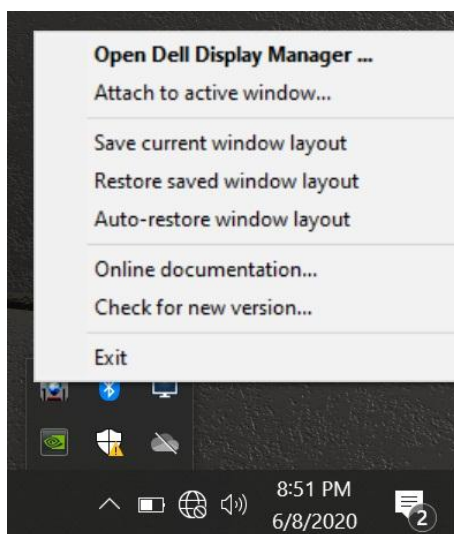 Open Dell Display Manager ...
Attach to active window...
Save current window layout
Restore saved window layout
Auto-restore window layout
Online documentation...
Check for new version...
Exit
8:51 PM
6/8/2020
2